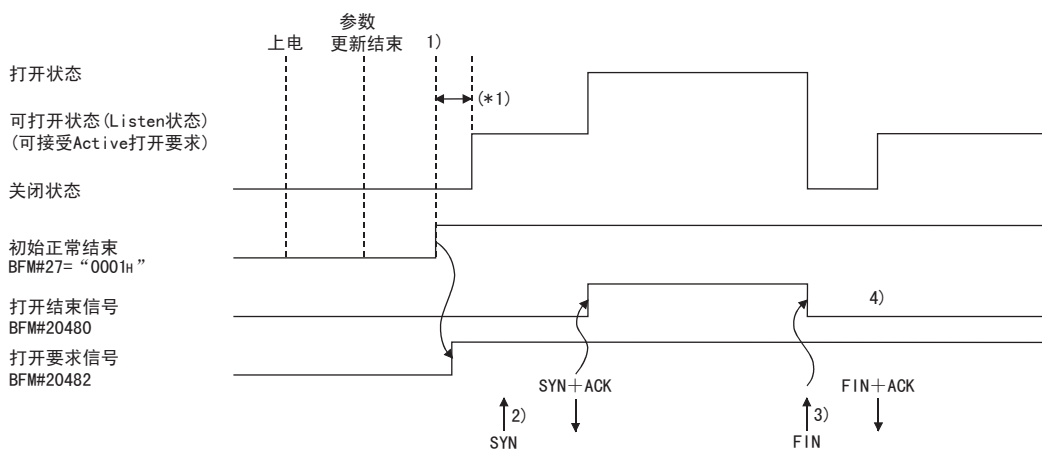 参数
上电
更新结束
1)
打开状态
(*1)
可打开状态(Listen状态)
(可接受Active打开要求)
关闭状态
初始正常结束
BFM#27=“0001H”
打开结束信号
BFM#20480
4)
打开要求信号
BFM#20482
SYN+ACK
FIN+ACK
2)
3)
SYN
FIN